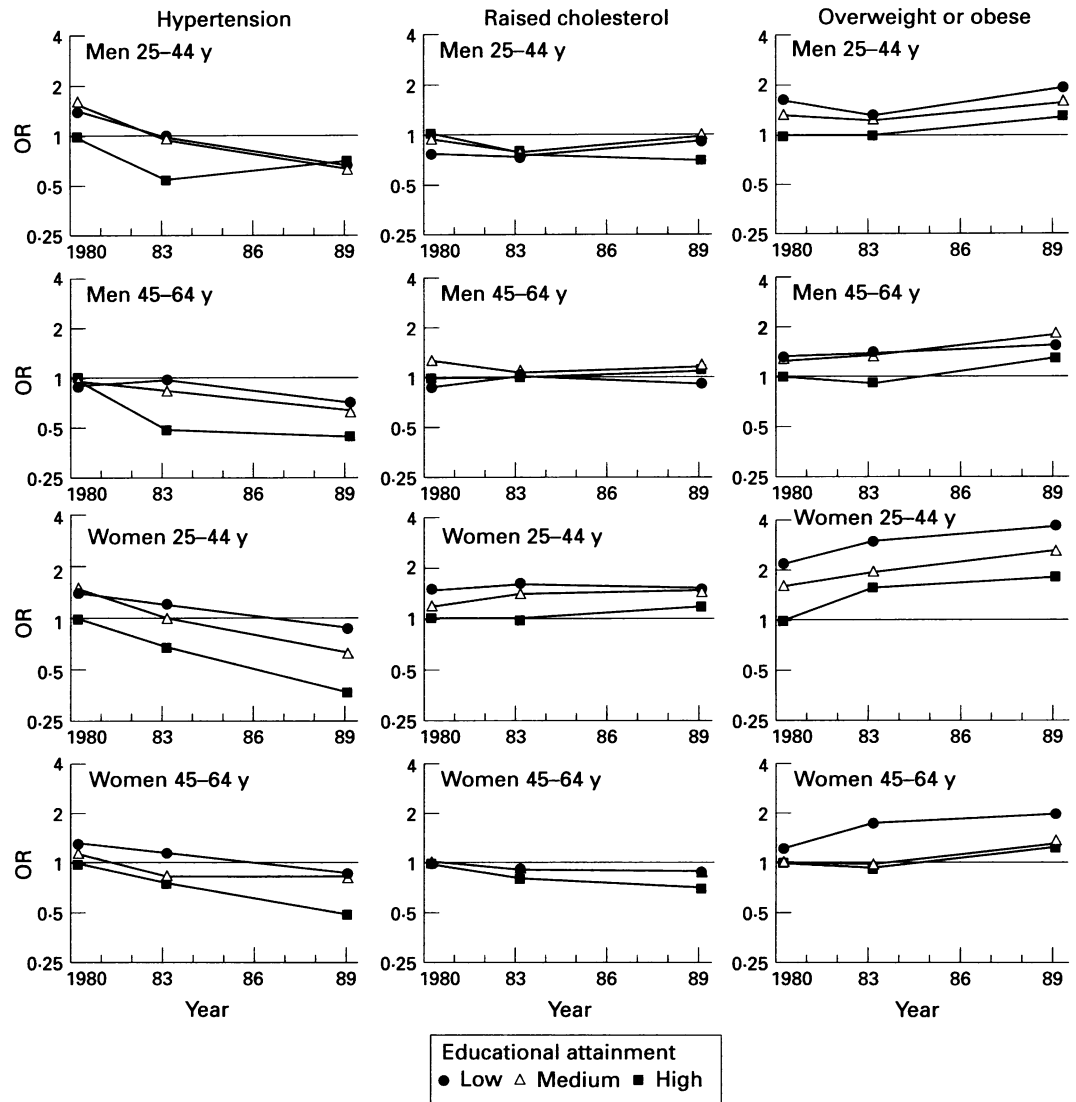 Hypertension Raised cholesterol Overweight or obese
Men 25–44 y
4
2
1
0·5
0·25
OR
1980 83 86 89
Men 25–44 y
4
2
1
0·5
0·25
1980 83 86 89
Men 25–44 y
4
2
1
0·5
0·25
1980 83 86 89
Men 45–64 y
4
2
1
0·5
0·25
OR
1980 83 86 89
Men 45–64 y
4
2
1
0·5
0·25
1980 83 86 89
Men 45–64 y
4
2
1
0·5
0·25
1980 83 86 89
Women 25–44 y
4
2
1
0·5
0·25
OR
1980 83 86 89
Women 25–44 y
4
2
1
0·5
0·25
1980 83 86 89
Women 25–44 y
4
2
1
0·5
0·25
1980 83 86 89
Women 45–64 y
4
2
1
0·5
0·25
OR
1980 83 86 89
Year
Women 45–64 y
4
2
1
0·5
0·25
1980 83 86 89
Year
Women 45–64 y
4
2
1
0·5
0·25
1980 83 86 89
Year
Educational attainment
Low Medium High